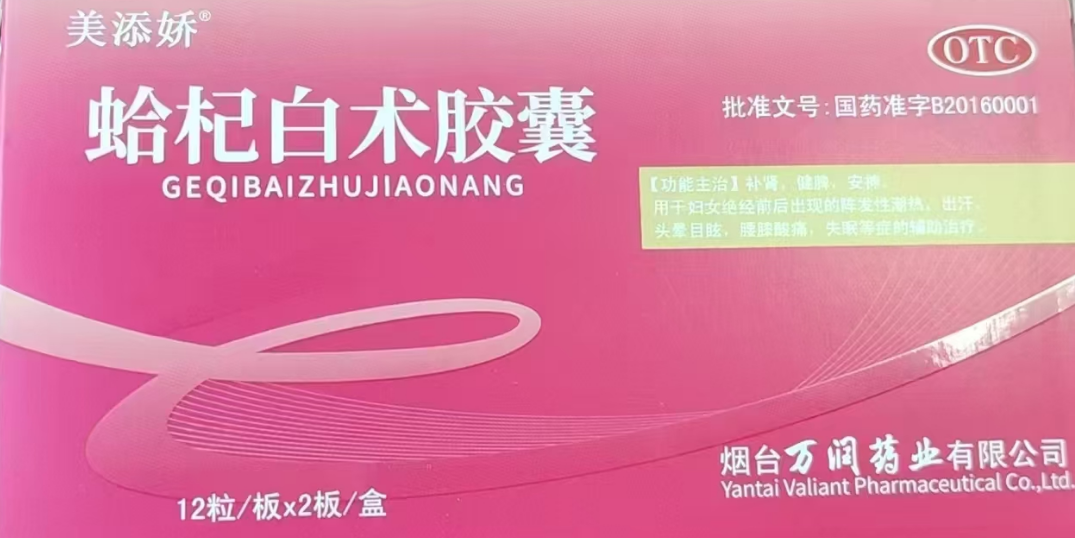 美添娇®
OTC
蛤杞白术胶囊
GEQIBAIZHUJIAONANG
批准文号:国药准字B20160001
【功能主治】补肾，健脾，安神。
用于妇女绝经前后出现的阵发性潮热，出汗，
头晕目眩，腰膝酸痛，失眠等症的辅助治疗。
12粒/板x2板/盒
烟台万润药业有限公司
Yantai Valiant Pharmaceutical Co.,Ltd.